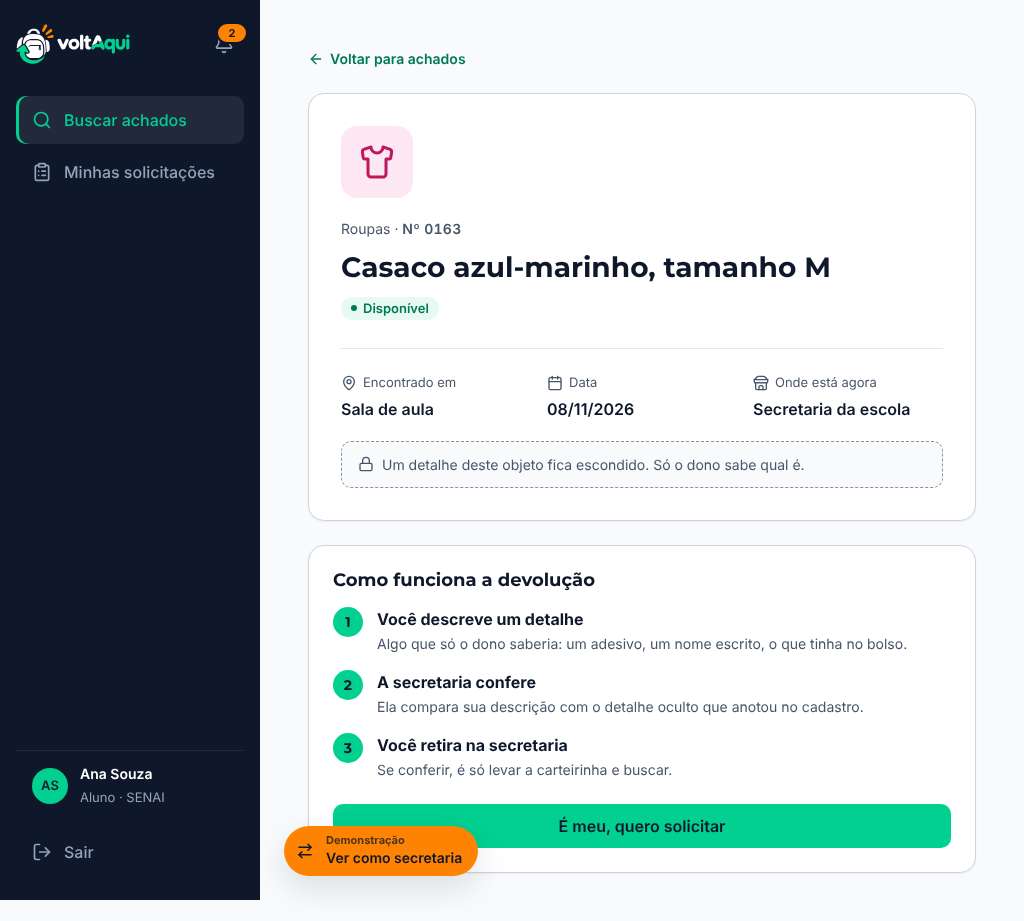 voltAqui
2
Buscar achados
Minhas solicitações
Ana Souza
AS
Aluno · SENAI
Sair
Voltar para achados
Roupas · Nº 0163
Casaco azul-marinho, tamanho M
Disponível
Encontrado em
Sala de aula
Data
08/11/2026
Onde está agora
Secretaria da escola
Um detalhe deste objeto fica escondido. Só o dono sabe qual é.
Como funciona a devolução
1
Você descreve um detalhe
Algo que só o dono saberia: um adesivo, um nome escrito, o que tinha no bolso.
2
A secretaria confere
Ela compara sua descrição com o detalhe oculto que anotou no cadastro.
3
Você retira na secretaria
Se conferir, é só levar a carteirinha e buscar.
É meu, quero solicitar
Demonstração
Ver como secretaria